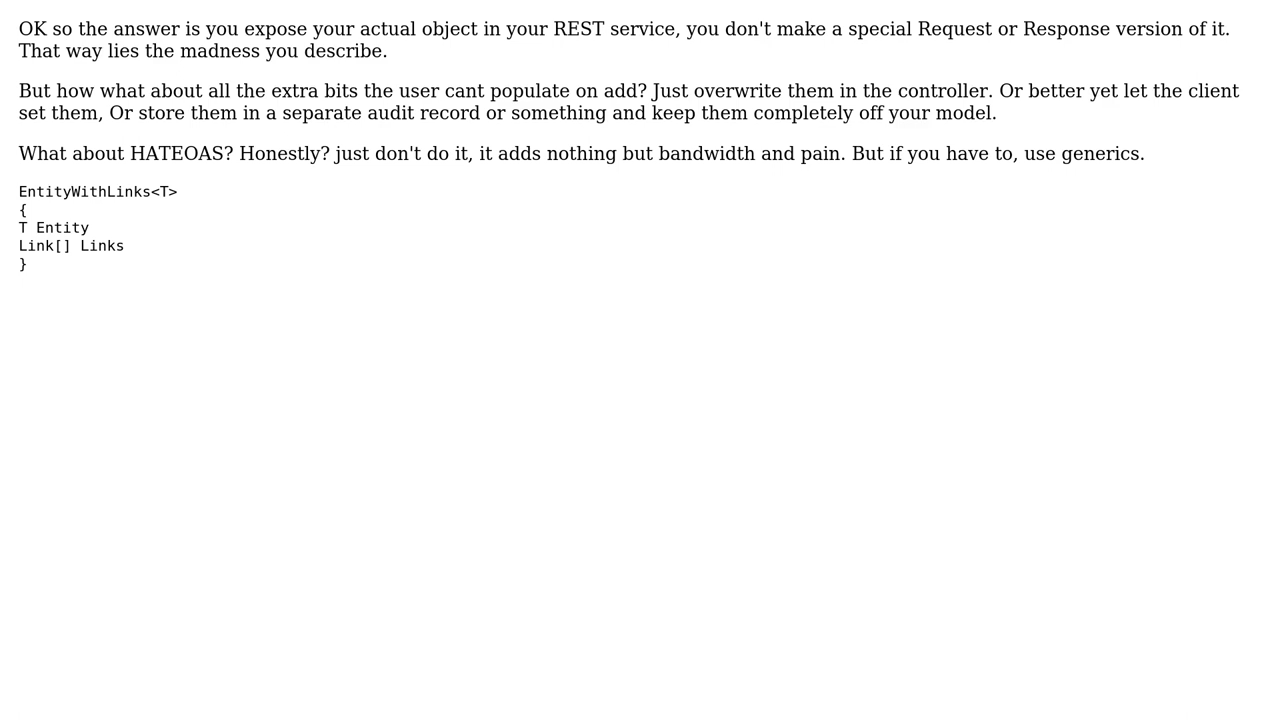 OK so the answer is you expose your actual object in your REST service, you don't make a special Request or Response version of it.
That way lies the madness you describe.
But how what about all the extra bits the user cant populate on add? Just overwrite them in the controller. Or better yet let the client
set them, Or store them in a separate audit record or something and keep them completely off your model.
What about HATEOAS? Honestly? just don't do it, it adds nothing but bandwidth and pain. But if you have to, use generics.
EntityWithLinks<T>
{
T Entity
Link[] Links
}